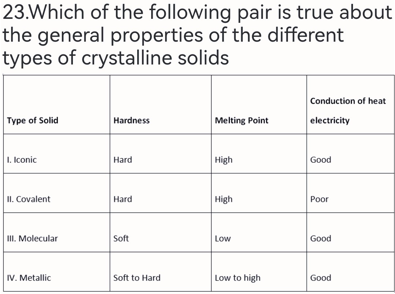 23.Which of the following pair is true about
the general properties of the different
types of crystalline solids
Type of Solid Hardness Melting Point Conduction of heat electricity
I. Iconic Hard High Good
II. Covalent Hard High Poor
III. Molecular Soft Low Good
IV. Metallic Soft to Hard Low to high Good